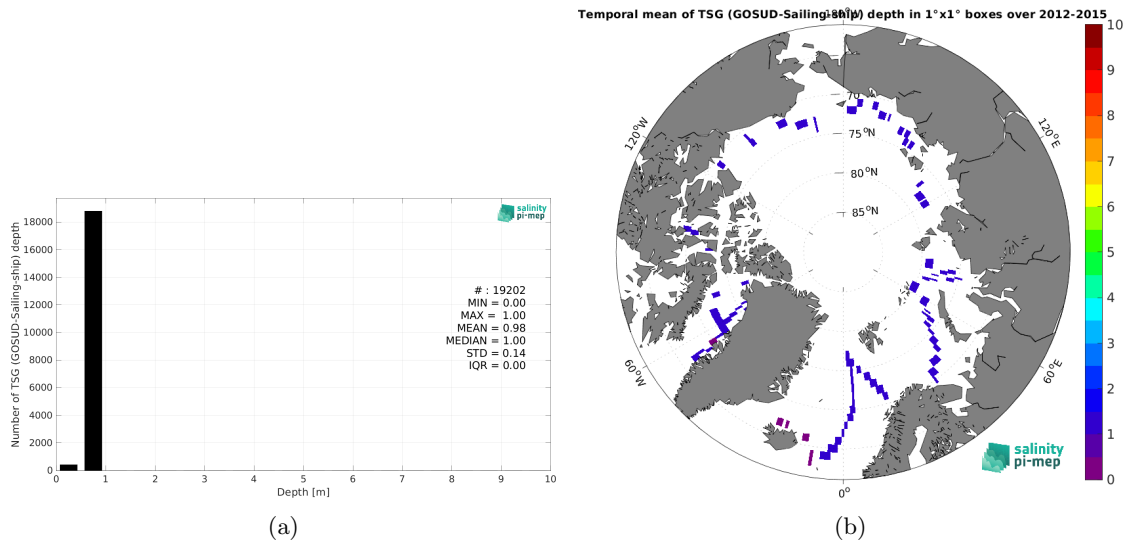 Number of TSG (GOSUD-Sailing-ship) depth
18000
16000
14000
12000
10000
8000
6000
4000
2000
0
0 1 2 3 4 5 6 7 8 9 10
Depth [m]
salinity
pi-mep
# : 19202
MIN = 0.00
MAX = 1.00
MEAN = 0.98
MEDIAN = 1.00
STD = 0.14
IQR = 0.00
(a)
Temporal mean of TSG (GOSUD-Sailing-ship) depth in 1°x1° boxes over 2012-2015
180°W
120°W
120°E
60°W
60°E
0°
70
75°N
80°N
85°N
10
9
8
7
6
5
4
3
2
1
0
salinity
pi-mep
(b)